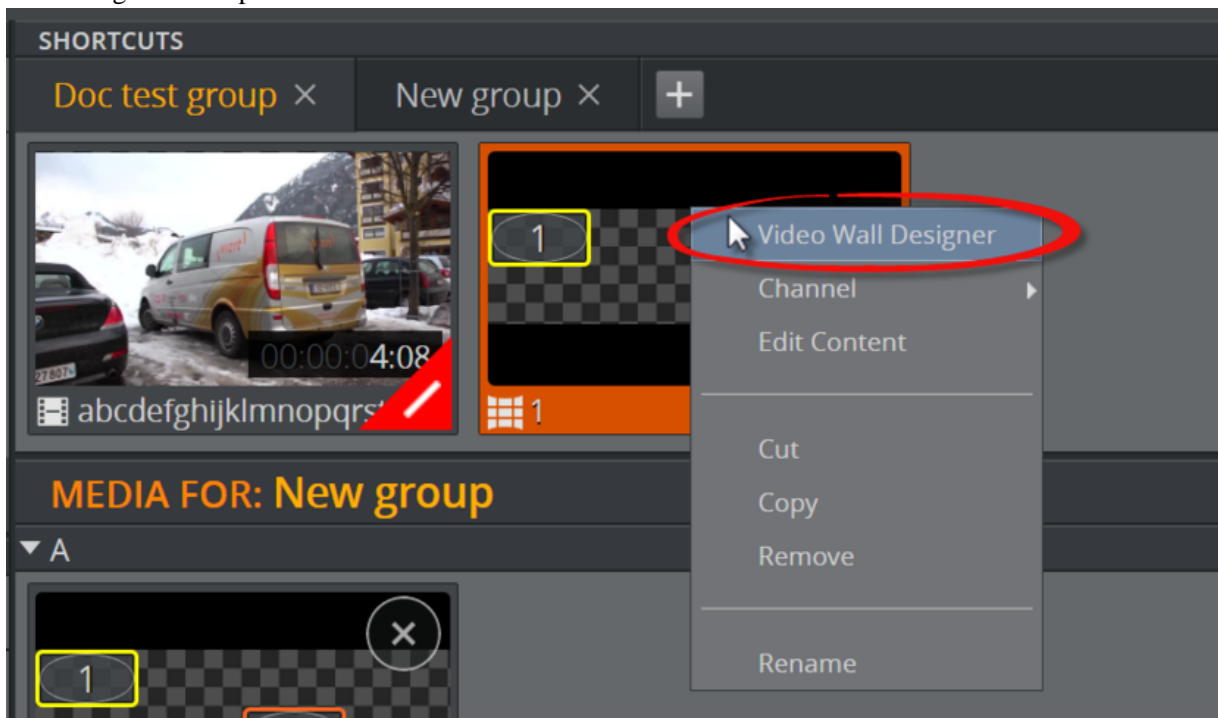 SHORTCUTS
Doc test group ×
New group ×
+
1
Video Wall Designer
Channel
Edit Content
00:00:04:08
abcdefghijklmnopqrs
1
Cut
Copy
MEDIA FOR: New group
Remove
A
1
Rename